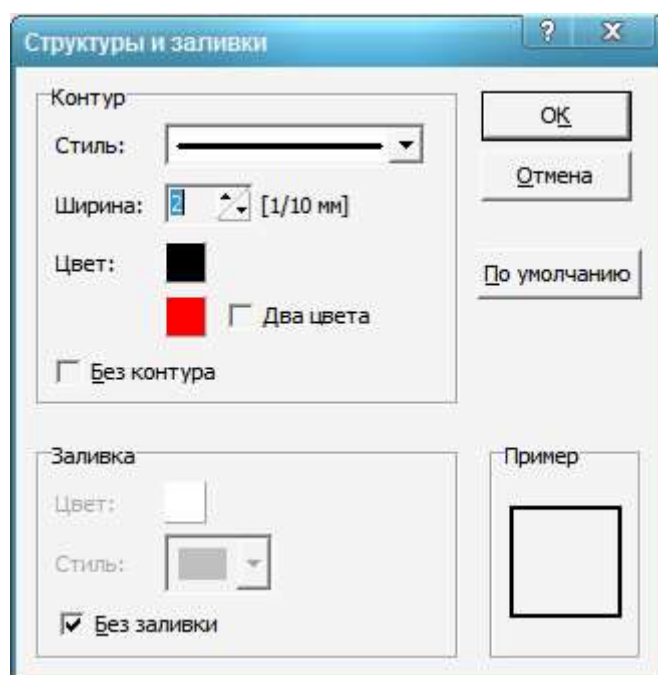 Структуры и заливки
Контур
Стиль:
Ширина: 2 [1/10 мм]
Цвет:
Два цвета
Без контура
OK
Отмена
По умолчанию
Заливка
Цвет:
Стиль:
Без заливки
Пример